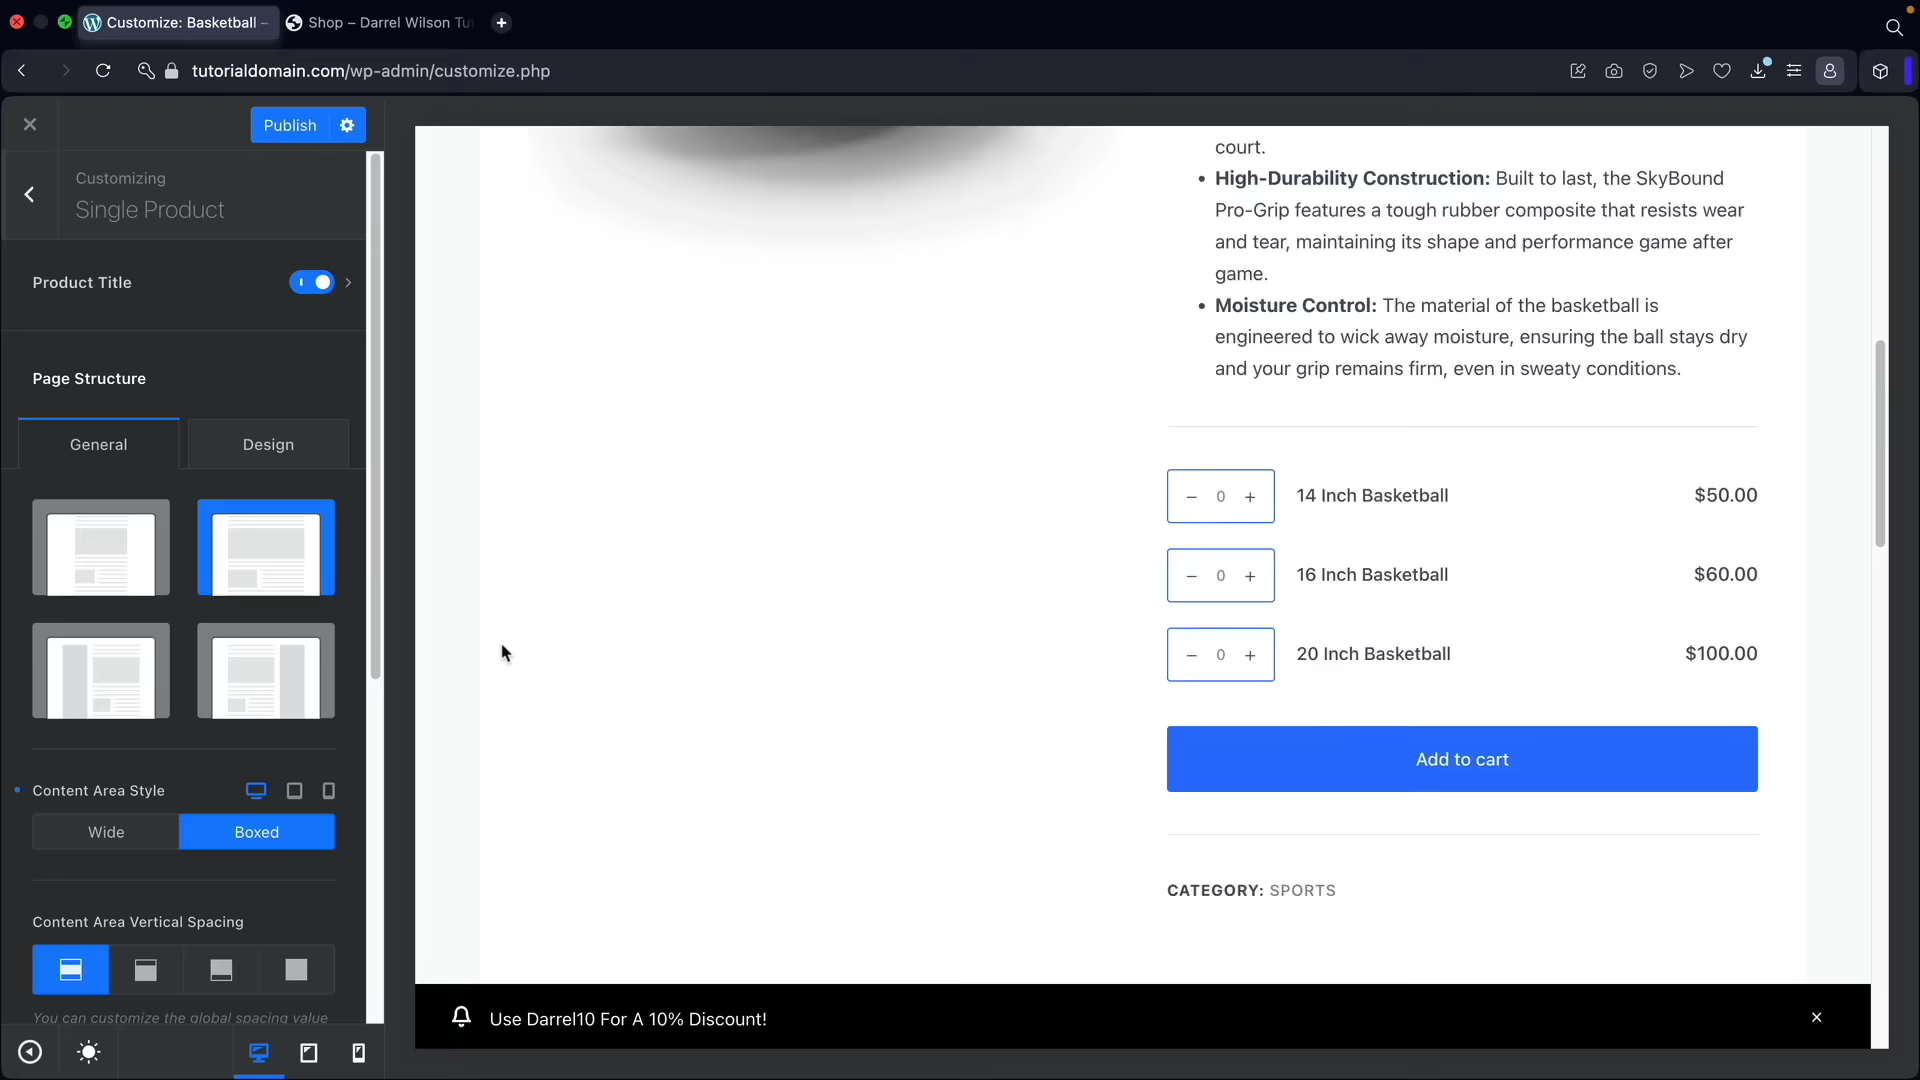 Customize: Basketball –
Shop – Darrel Wilson Tut
tutorialdomain.com/wp-admin/customize.php
Publish
Customizing
Single Product
Product Title
Page Structure
General
Design
Content Area Style
Wide
Boxed
Content Area Vertical Spacing
You can customize the global spacing value
court.
• High-Durability Construction: Built to last, the SkyBound
Pro-Grip features a tough rubber composite that resists wear
and tear, maintaining its shape and performance game after
game.
• Moisture Control: The material of the basketball is
engineered to wick away moisture, ensuring the ball stays dry
and your grip remains firm, even in sweaty conditions.
− 0 + 14 Inch Basketball $50.00
− 0 + 16 Inch Basketball $60.00
− 0 + 20 Inch Basketball $100.00
Add to cart
CATEGORY: SPORTS
Use Darrel10 For A 10% Discount!